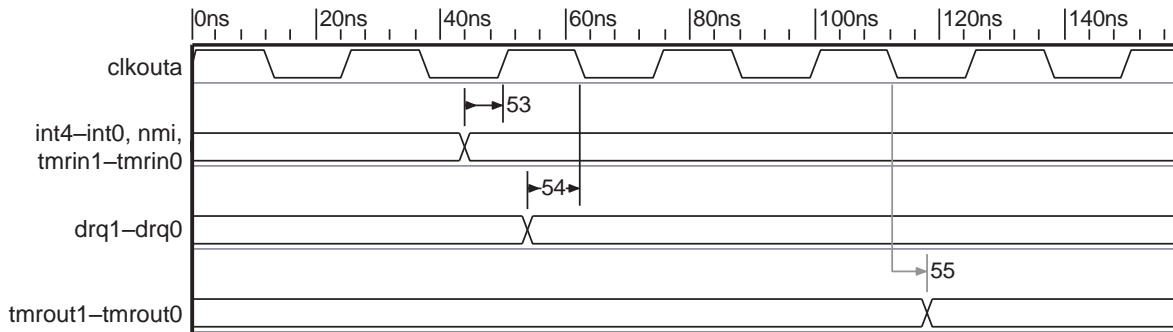 0ns 20ns 40ns 60ns 80ns 100ns 120ns 140ns
clkouta
53
int4–int0, nmi,
tmrin1–tmrin0
54
drq1–drq0
55
tmrout1–tmrout0